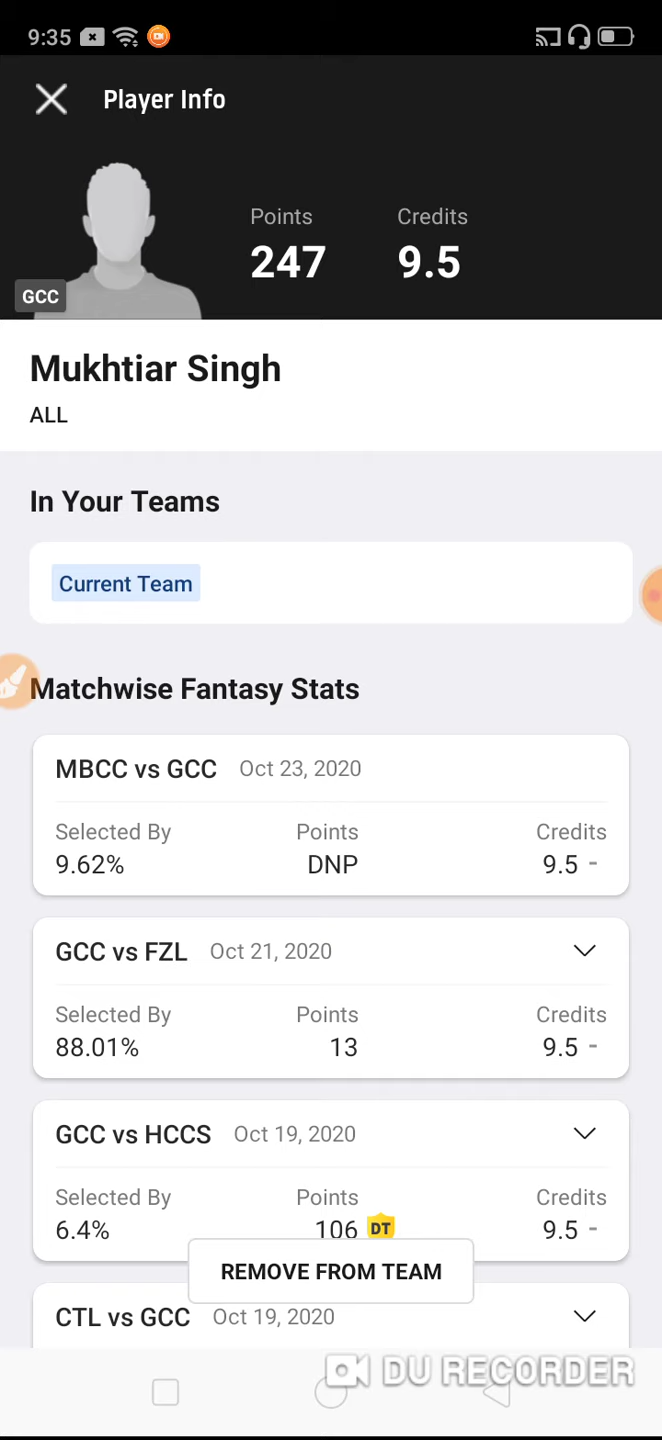 9:35
Player Info
Points Credits
247 9.5
GCC
Mukhtiar Singh
ALL
In Your Teams
Current Team
Matchwise Fantasy Stats
MBCC vs GCC Oct 23, 2020
Selected By Points Credits
9.62% DNP 9.5 -
GCC vs FZL Oct 21, 2020
Selected By Points Credits
88.01% 13 9.5 -
GCC vs HCCS Oct 19, 2020
Selected By Points Credits
6.4% 106 DT 9.5 -
REMOVE FROM TEAM
CTL vs GCC Oct 19, 2020
DU RECORDER